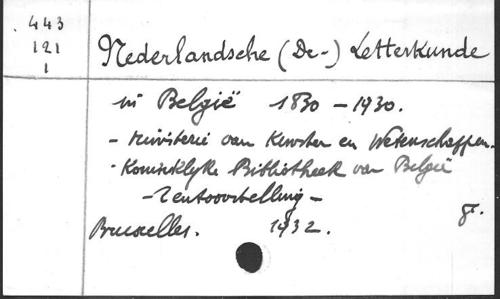 443
121
1
Nederlandsche (De-) Letterkunde
in België 1830 - 1930.
- Ministerie van Kunsten en Wetenschappen.
- Koninklijke Bibliotheek van België
- Tentoonstelling -
Bruxelles. 1932. 8°.